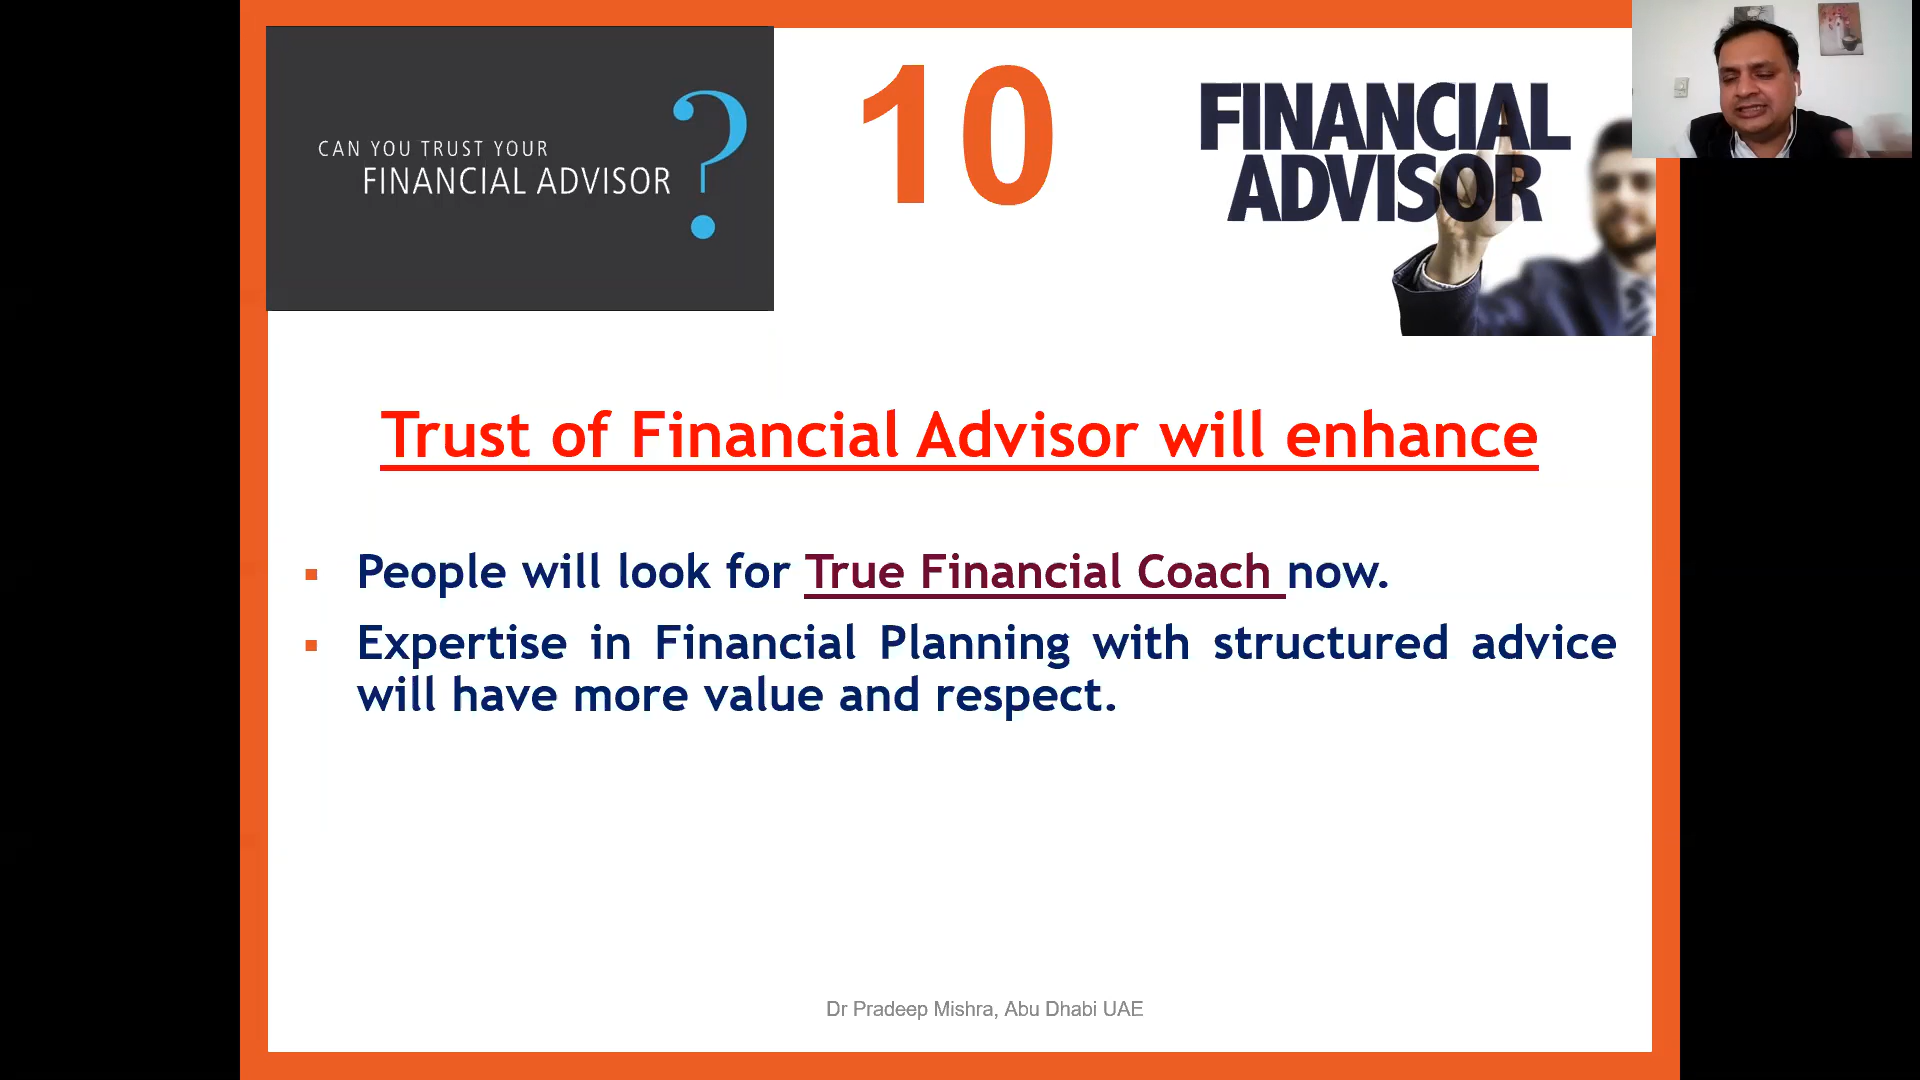 CAN YOU TRUST YOUR
FINANCIAL ADVISOR
?
10
FINANCIAL
ADVISOR
Trust of Financial Advisor will enhance
▪ People will look for True Financial Coach now.
▪ Expertise in Financial Planning with structured advice
will have more value and respect.
Dr Pradeep Mishra, Abu Dhabi UAE